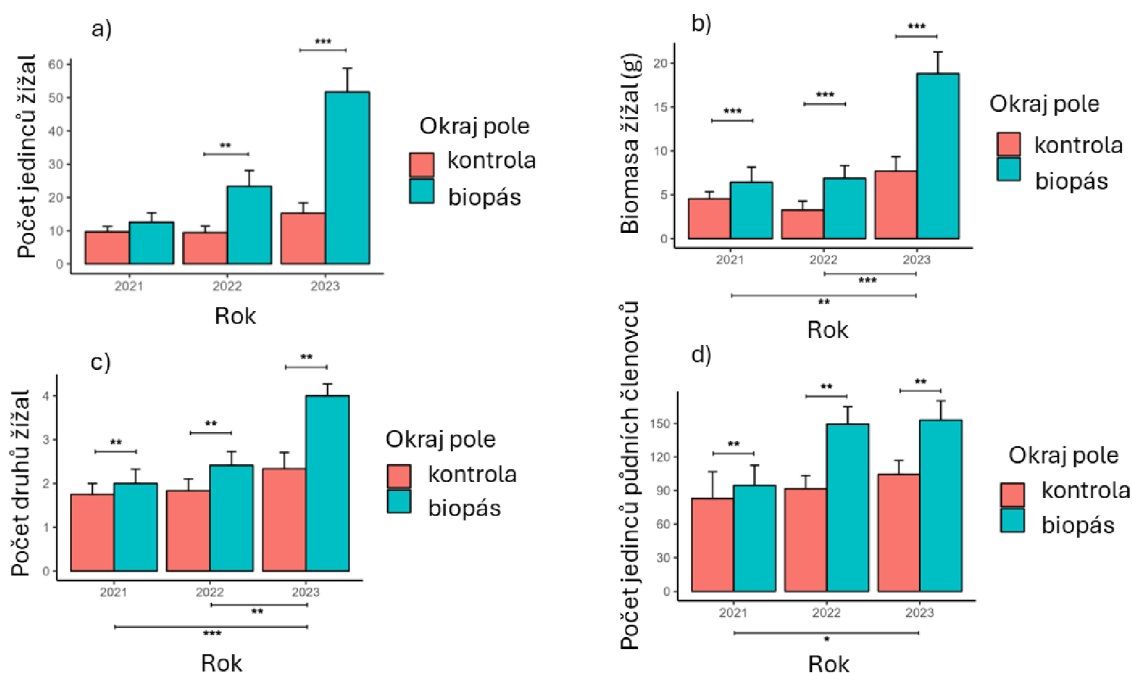 a)
Počet jedinců žížal
60
50
40
30
20
10
0
**
***
2021
2022
2023
Rok
Okraj pole
kontrola
biopás
b)
Biomasa žížal (g)
20
15
10
5
0
***
***
***
2021
2022
2023
***
**
Rok
Okraj pole
kontrola
biopás
c)
Počet druhů žížal
4
3
2
1
0
**
**
**
2021
2022
2023
**
***
Rok
Okraj pole
kontrola
biopás
d)
Počet jedinců půdních členovců
150
120
90
60
30
0
**
**
**
2021
2022
2023
*
Rok
Okraj pole
kontrola
biopás